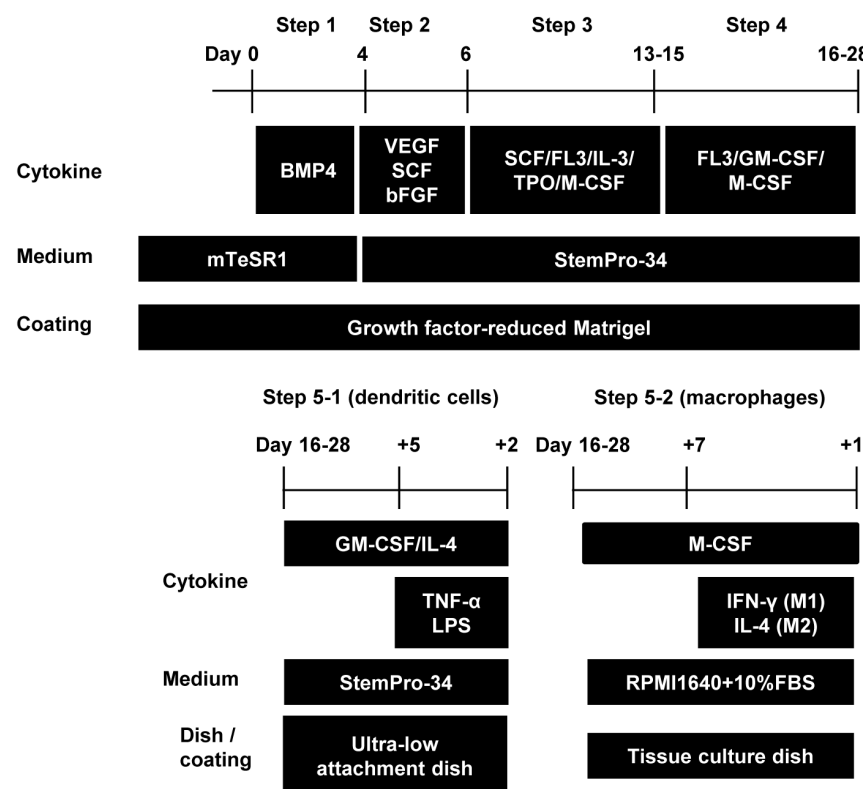 Step 1 Step 2 Step 3 Step 4
Day 0 4 6 13-15 16-28
Cytokine
BMP4
VEGF
SCF
bFGF
SCF/FL3/IL-3/
TPO/M-CSF
FL3/GM-CSF/
M-CSF
Medium
mTeSR1
StemPro-34
Coating
Growth factor-reduced Matrigel
Step 5-1 (dendritic cells)
Day 16-28 +5 +2
Cytokine
GM-CSF/IL-4
TNF-α
LPS
Medium
StemPro-34
Dish /
coating
Ultra-low
attachment dish
Step 5-2 (macrophages)
Day 16-28 +7 +1
M-CSF
IFN-γ (M1)
IL-4 (M2)
RPMI1640+10%FBS
Tissue culture dish